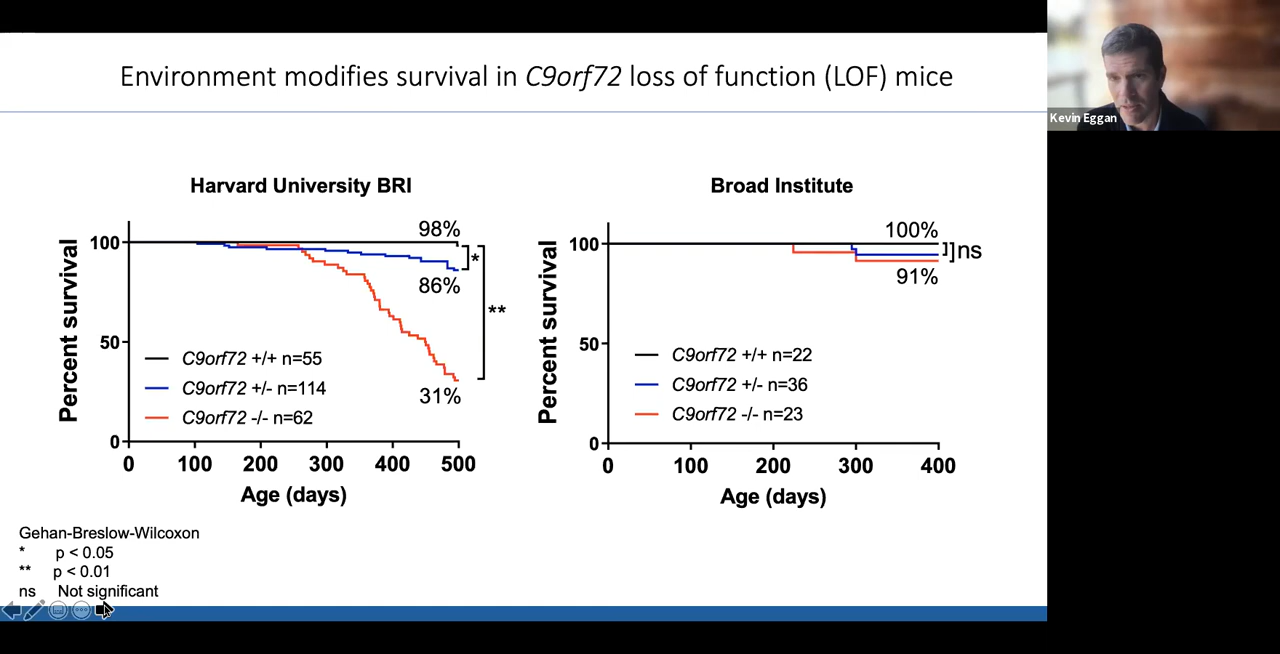 Environment modifies survival in C9orf72 loss of function (LOF) mice
Kevin Eggan
Harvard University BRI
Percent survival
100
50
0
98%
*
86%
**
31%
C9orf72 +/+ n=55
C9orf72 +/- n=114
C9orf72 -/- n=62
0 100 200 300 400 500
Age (days)
Broad Institute
Percent survival
100
50
0
100%
ns
91%
C9orf72 +/+ n=22
C9orf72 +/- n=36
C9orf72 -/- n=23
0 100 200 300 400
Age (days)
Gehan-Breslow-Wilcoxon
* p < 0.05
** p < 0.01
ns Not significant